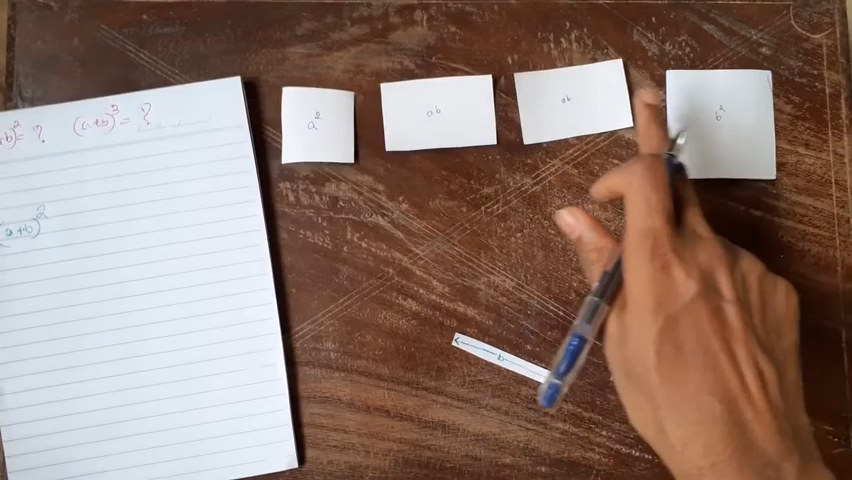 +b)²= ?    (a+b)³= ?
(a+b)²
a²
ab
ab
b²
b